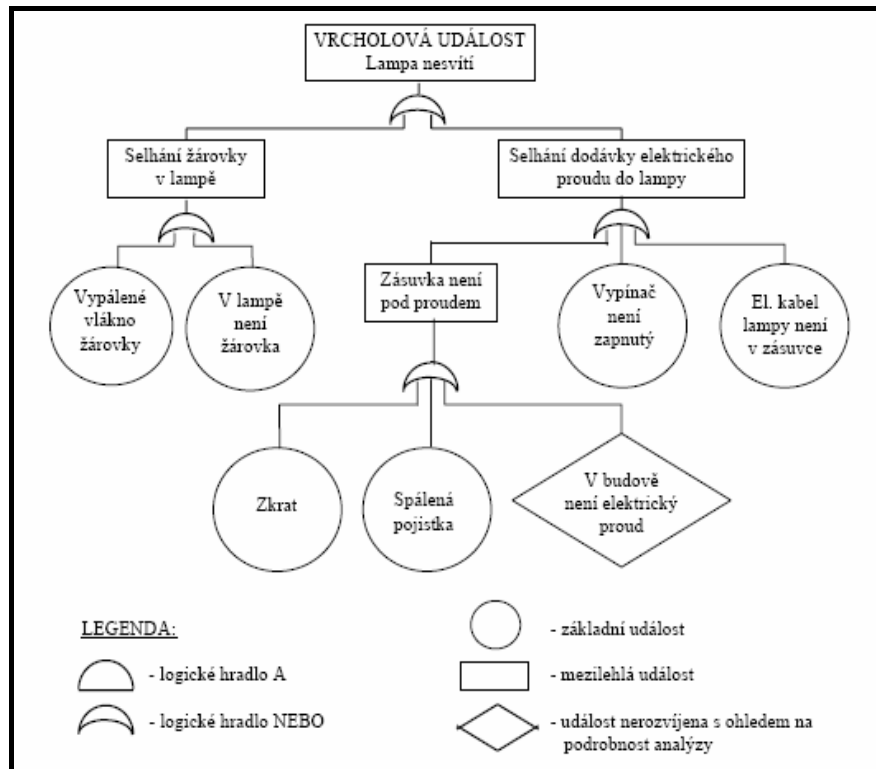 VRCHOLOVÁ UDÁLOST
Lampa nesvítí
Selhání žárovky
v lampě
Selhání dodávky elektrického
proudu do lampy
Vypálené
vlákno
žárovky
V lampě
není
žárovka
Zásuvka není
pod proudem
Vypínač
není
zapnutý
El. kabel
lampy není
v zásuvce
Zkrat
Spálená
pojistka
V budově
není elektrický
proud
LEGENDA:
- logické hradlo A
- logické hradlo NEBO
- základní událost
- mezilehlá událost
- událost nerozvíjena s ohledem na
podrobnost analýzy